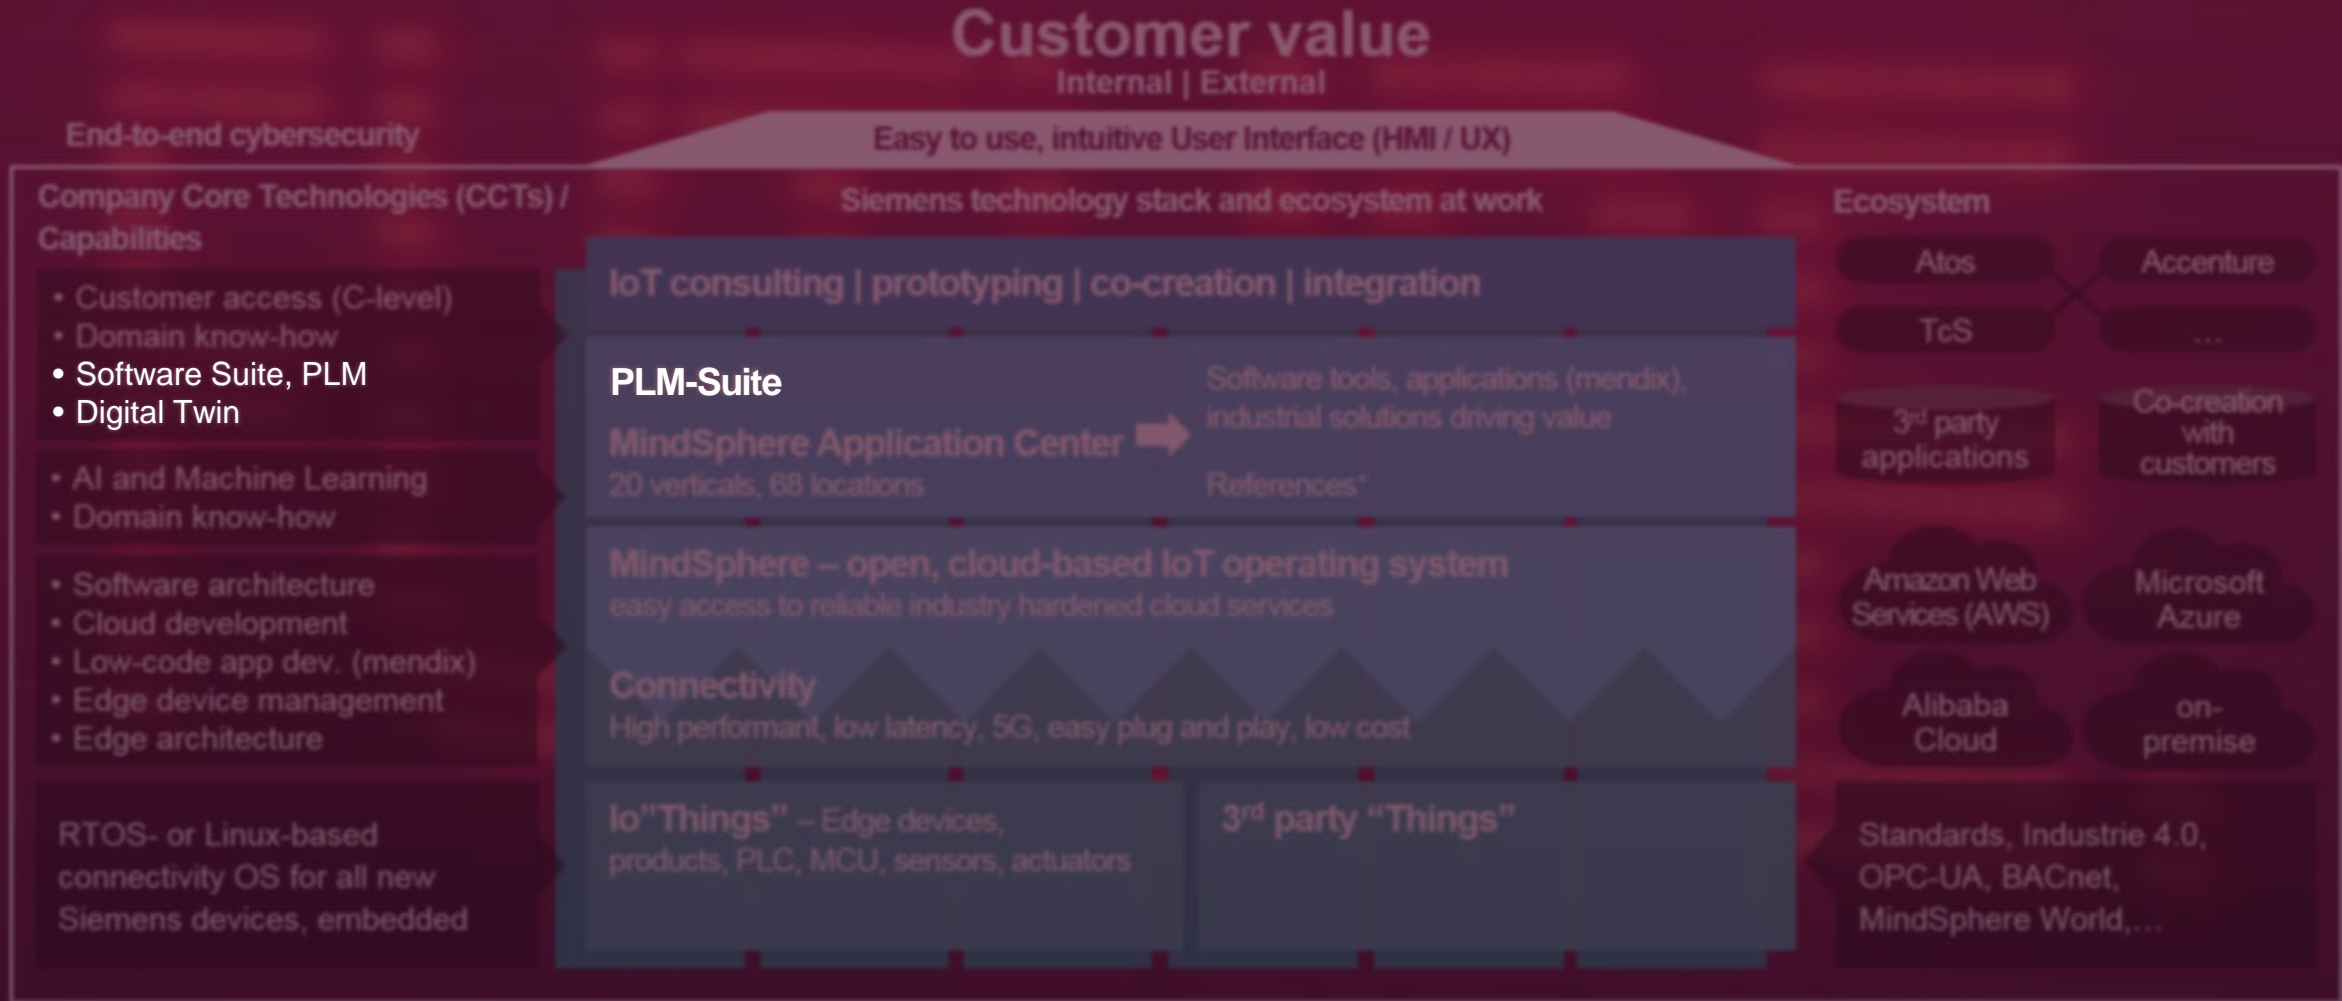 Customer value
Internal | External
End-to-end cybersecurity
Easy to use, intuitive User Interface (HMI / UX)
Company Core Technologies (CCTs) /
Capabilities
• Customer access (C-level)
• Domain know-how
• Software Suite, PLM
• Digital Twin
• AI and Machine Learning
• Domain know-how
• Software architecture
• Cloud development
• Low-code app dev. (mendix)
• Edge device management
• Edge architecture
RTOS- or Linux-based
connectivity OS for all new
Siemens devices, embedded
Siemens technology stack and ecosystem at work
IoT consulting | prototyping | co-creation | integration
PLM-Suite
MindSphere Application Center
20 verticals, 68 locations
Software tools, applications (mendix),
industrial solutions driving value
References*
MindSphere – open, cloud-based IoT operating system
easy access to reliable industry hardened cloud services
Connectivity
High performant, low latency, 5G, easy plug and play, low cost
Io”Things” – Edge devices,
products, PLC, MCU, sensors, actuators
3rd party “Things”
Ecosystem
Atos
Accenture
TcS
…
3rd party
applications
Co-creation
with
customers
Amazon Web
Services (AWS)
Microsoft
Azure
Alibaba
Cloud
on-
premise
Standards, Industrie 4.0,
OPC-UA, BACnet,
MindSphere World,…